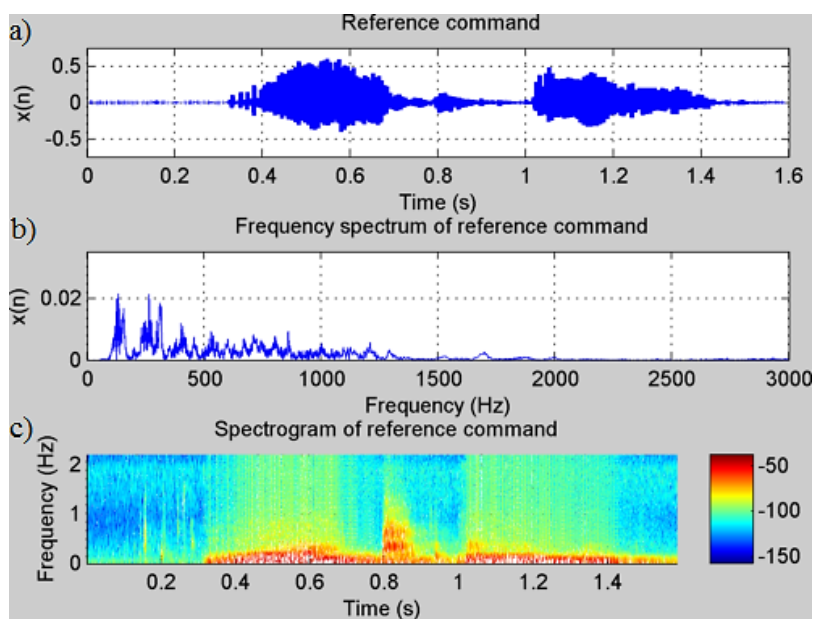 a)
Reference command
x(n)
0.5
0
-0.5
0 0.2 0.4 0.6 0.8 1 1.2 1.4 1.6
Time (s)
b)
Frequency spectrum of reference command
x(n)
0.02
0
0 500 1000 1500 2000 2500 3000
Frequency (Hz)
c)
Spectrogram of reference command
Frequency (Hz)
2
1
0
0.2 0.4 0.6 0.8 1 1.2 1.4
Time (s)
-50
-100
-150